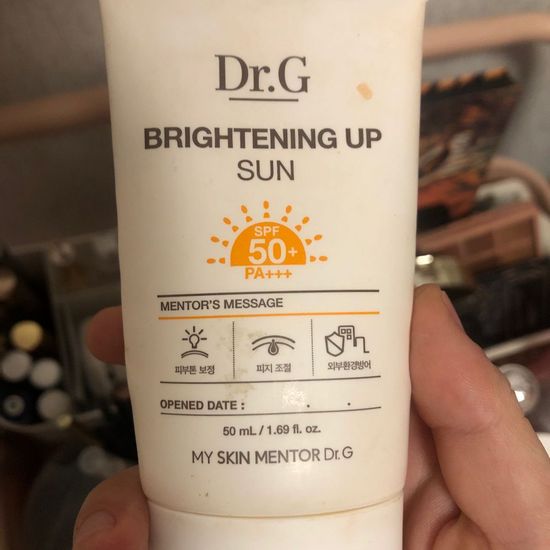 Dr.G
BRIGHTENING UP
SUN
SPF
50+
PA+++
MENTOR'S MESSAGE
피부톤 보정 피지 조절 외부환경방어
OPENED DATE : . .
50 mL / 1.69 fl. oz.
MY SKIN MENTOR Dr.G